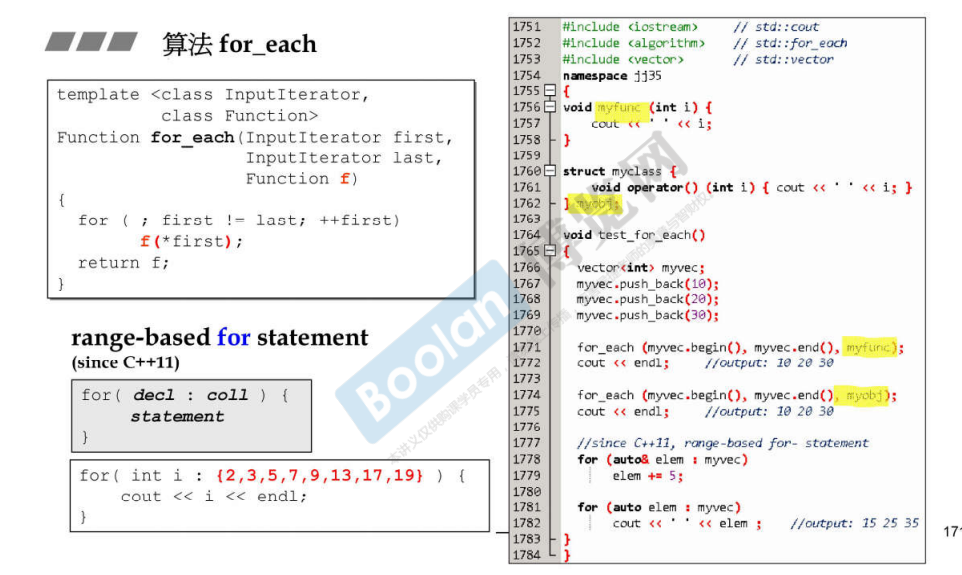 算法 for_each
template <class InputIterator,
class Function>
Function for_each(InputIterator first,
InputIterator last,
Function f)
{
for ( ; first != last; ++first)
f(*first);
return f;
}
range-based for statement
(since C++11)
for( decl : coll ) {
statement
}
for( int i : {2,3,5,7,9,13,17,19} ) {
cout << i << endl;
}
1751 #include <iostream> // std::cout
1752 #include <algorithm> // std::for_each
1753 #include <vector> // std::vector
1754 namespace jj35
1755 {
1756 void myfunc (int i) {
1757 cout << ' ' << i;
1758 }
1759
1760 struct myclass {
1761 void operator() (int i) { cout << ' ' << i; }
1762 } myobj;
1763
1764 void test_for_each()
1765 {
1766 vector<int> myvec;
1767 myvec.push_back(10);
1768 myvec.push_back(20);
1769 myvec.push_back(30);
1770
1771 for_each (myvec.begin(), myvec.end(), myfunc);
1772 cout << endl; //output: 10 20 30
1773
1774 for_each (myvec.begin(), myvec.end(), myobj);
1775 cout << endl; //output: 10 20 30
1776
1777 //since C++11, range-based for- statement
1778 for (auto& elem : myvec)
1779 elem += 5;
1780
1781 for (auto elem : myvec)
1782 cout << ' ' << elem ; //output: 15 25 35
1783 }
1784 }
171
Boolan 博览网